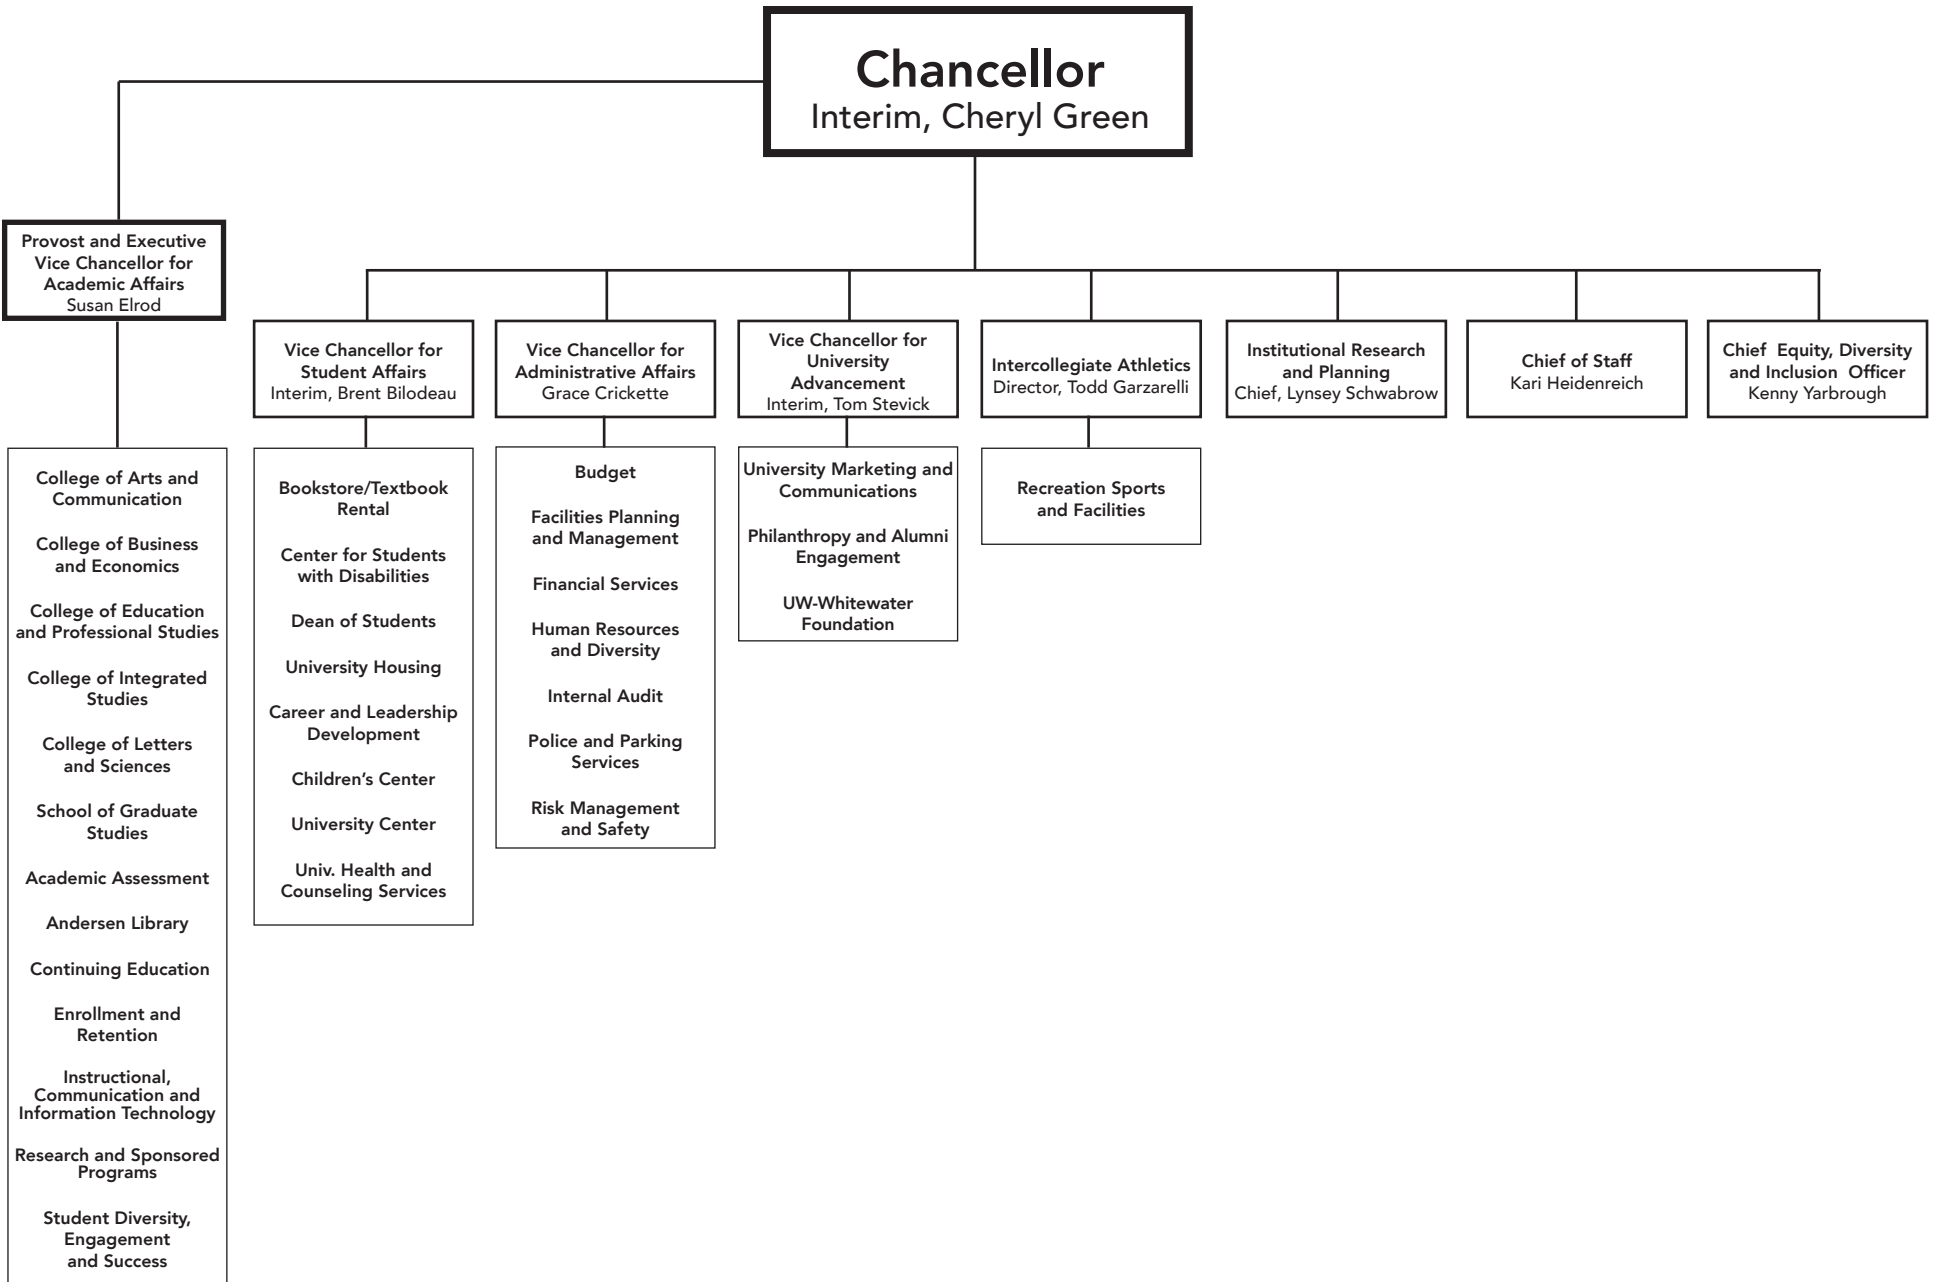 Chancellor
Interim, Cheryl Green
Provost and Executive
Vice Chancellor for
Academic Affairs
Susan Elrod
Vice Chancellor for
Student Affairs
Interim, Brent Bilodeau
Vice Chancellor for
Administrative Affairs
Grace Crickette
Vice Chancellor for
University
Advancement
Interim, Tom Stevick
Intercollegiate Athletics
Director, Todd Garzarelli
Institutional Research
and Planning
Chief, Lynsey Schwabrow
Chief of Staff
Kari Heidenreich
Chief Equity, Diversity
and Inclusion Officer
Kenny Yarbrough
College of Arts and
Communication
College of Business
and Economics
College of Education
and Professional Studies
College of Integrated
Studies
College of Letters
and Sciences
School of Graduate
Studies
Academic Assessment
Andersen Library
Continuing Education
Enrollment and
Retention
Instructional,
Communication and
Information Technology
Research and Sponsored
Programs
Student Diversity,
Engagement
and Success
Bookstore/Textbook
Rental
Center for Students
with Disabilities
Dean of Students
University Housing
Career and Leadership
Development
Children’s Center
University Center
Univ. Health and
Counseling Services
Budget
Facilities Planning
and Management
Financial Services
Human Resources
and Diversity
Internal Audit
Police and Parking
Services
Risk Management
and Safety
University Marketing and
Communications
Philanthropy and Alumni
Engagement
UW-Whitewater
Foundation
Recreation Sports
and Facilities